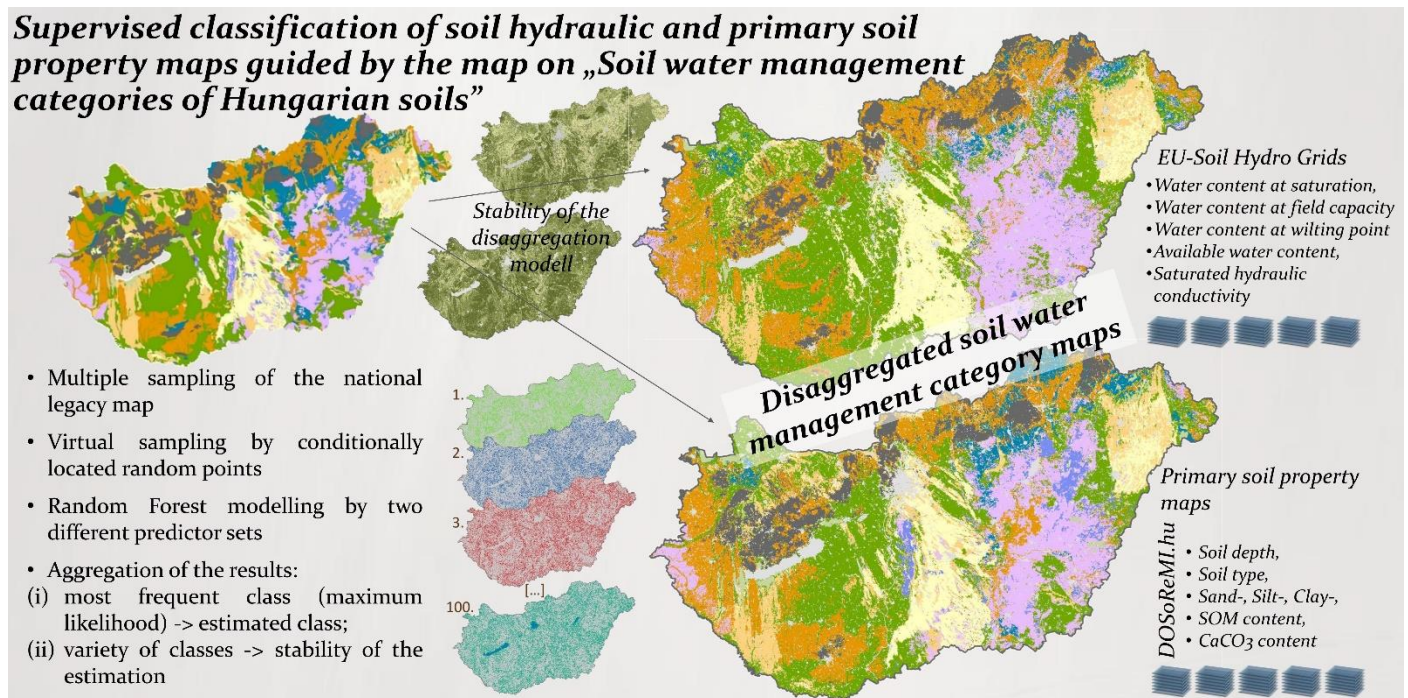 Supervised classification of soil hydraulic and primary soil
property maps guided by the map on „Soil water management
categories of Hungarian soils”
Stability of the
disaggregation
modell
EU-Soil Hydro Grids
•Water content at saturation,
•Water content at field capacity
•Water content at wilting point
•Available water content,
•Saturated hydraulic
conductivity
Disaggregated soil water
management category maps
• Multiple sampling of the national
legacy map
• Virtual sampling by conditionally
located random points
• Random Forest modelling by two
different predictor sets
• Aggregation of the results:
(i) most frequent class (maximum
likelihood) -> estimated class;
(ii) variety of classes -> stability of the
estimation
1.
2.
3.
[...]
100.
Primary soil property
maps
DOSoReMI.hu
• Soil depth,
• Soil type,
• Sand-, Silt-, Clay-,
• SOM content,
• CaCO3 content